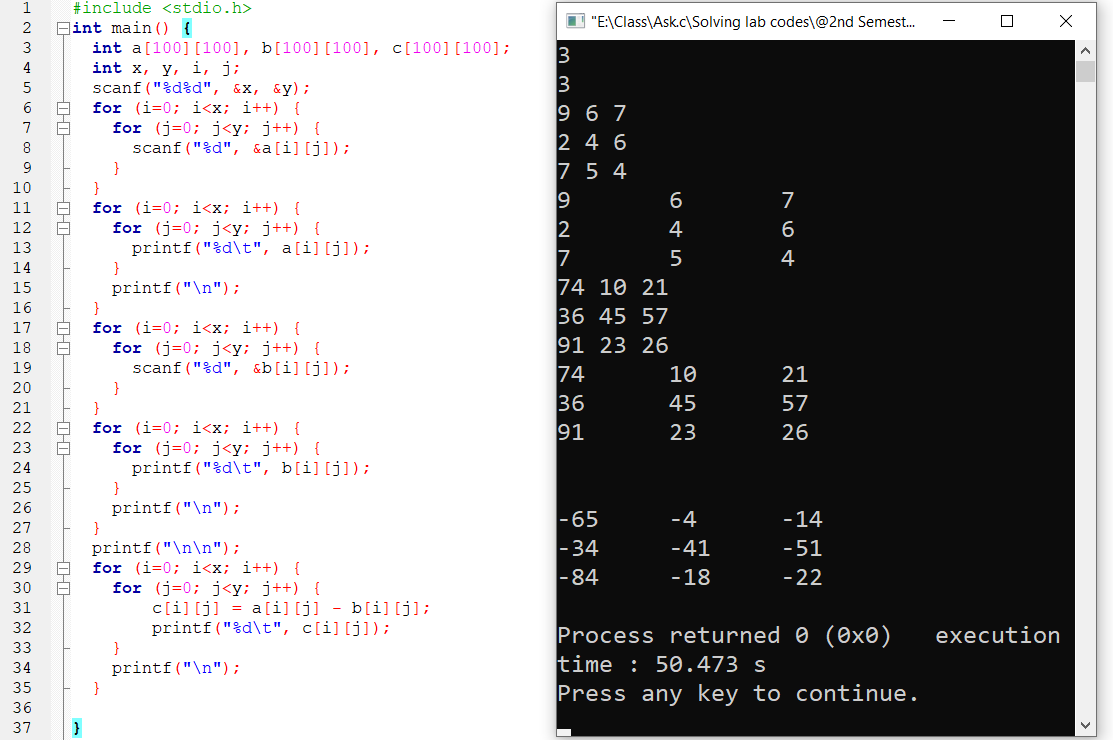 1 #include <stdio.h>
2 int main() {
3 int a[100][100], b[100][100], c[100][100];
4 int x, y, i, j;
5 scanf("%d%d", &x, &y);
6 for (i=0; i<x; i++) {
7 for (j=0; j<y; j++) {
8 scanf("%d", &a[i][j]);
9 }
10 }
11 for (i=0; i<x; i++) {
12 for (j=0; j<y; j++) {
13 printf("%d\t", a[i][j]);
14 }
15 printf("\n");
16 }
17 for (i=0; i<x; i++) {
18 for (j=0; j<y; j++) {
19 scanf("%d", &b[i][j]);
20 }
21 }
22 for (i=0; i<x; i++) {
23 for (j=0; j<y; j++) {
24 printf("%d\t", b[i][j]);
25 }
26 printf("\n");
27 }
28 printf("\n\n");
29 for (i=0; i<x; i++) {
30 for (j=0; j<y; j++) {
31 c[i][j] = a[i][j] - b[i][j];
32 printf("%d\t", c[i][j]);
33 }
34 printf("\n");
35 }
36
37 }
"E:\Class\Ask.c\Solving lab codes\@2nd Semest...
3
3
9 6 7
2 4 6
7 5 4
9 6 7
2 4 6
7 5 4
74 10 21
36 45 57
91 23 26
74 10 21
36 45 57
91 23 26
-65 -4 -14
-34 -41 -51
-84 -18 -22
Process returned 0 (0x0) execution
time : 50.473 s
Press any key to continue.